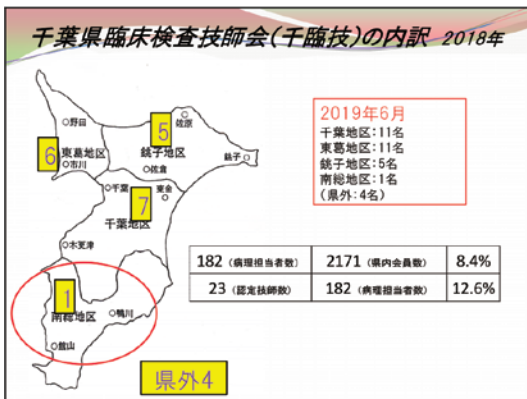 千葉県臨床検査技師会(千臨技)の内訳 2018年
野田
佐原
5
6
東葛地区
銚子地区
銚子
市川
佐倉
千葉
東金
7
千葉地区
木更津
1
南総地区
鴨川
館山
県外4
2019年6月
千葉地区:11名
東葛地区:11名
銚子地区:5名
南総地区:1名
(県外:4名)
182 (病理担当者数) 2171 (県内会員数) 8.4%
23 (認定技師数) 182 (病理担当者数) 12.6%